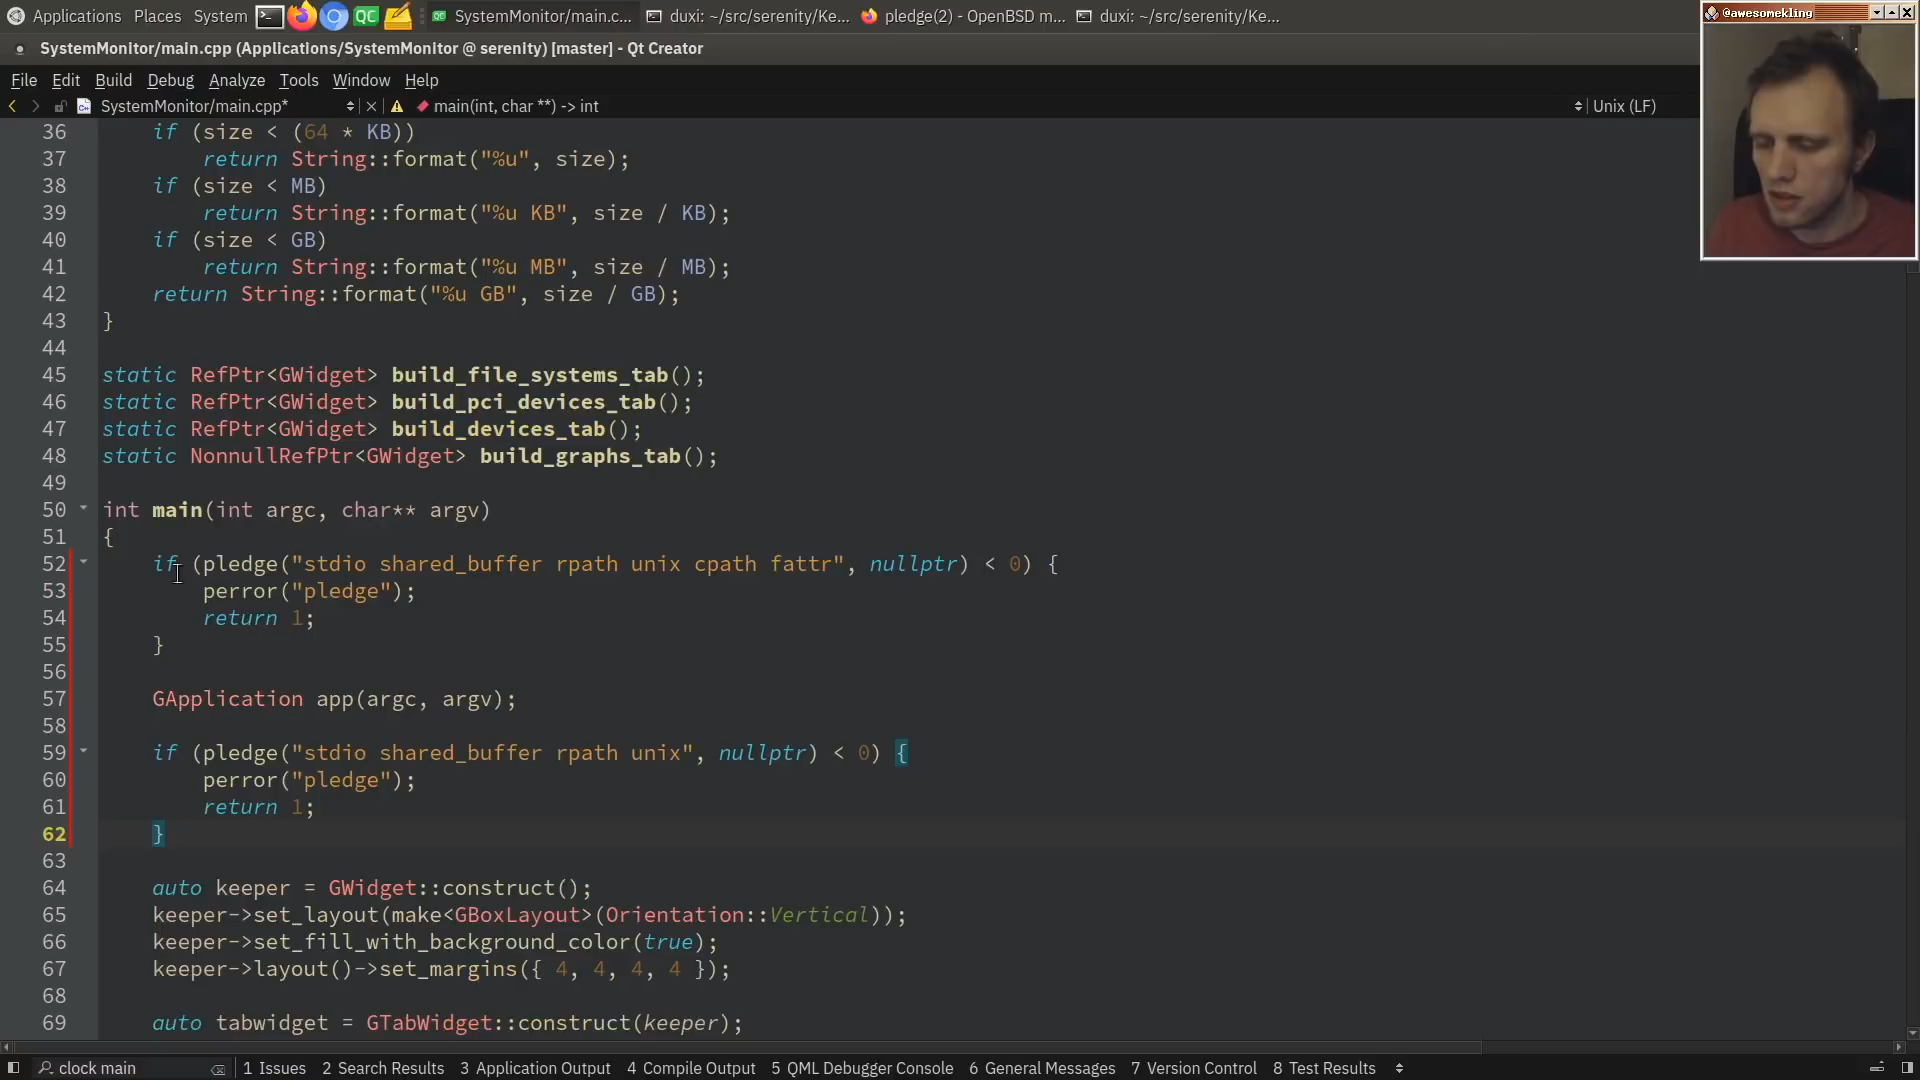 Applications Places System SystemMonitor/main.c... duxi: ~/src/serenity/Ke... pledge(2) - OpenBSD m... duxi: ~/src/serenity/Ke...
@awesomekling
SystemMonitor/main.cpp (Applications/SystemMonitor @ serenity) [master] - Qt Creator
File Edit Build Debug Analyze Tools Window Help
SystemMonitor/main.cpp* main(int, char **) -> int Unix (LF)
36 if (size < (64 * KB))
37 return String::format("%u", size);
38 if (size < MB)
39 return String::format("%u KB", size / KB);
40 if (size < GB)
41 return String::format("%u MB", size / MB);
42 return String::format("%u GB", size / GB);
43 }
44
45 static RefPtr<GWidget> build_file_systems_tab();
46 static RefPtr<GWidget> build_pci_devices_tab();
47 static RefPtr<GWidget> build_devices_tab();
48 static NonnullRefPtr<GWidget> build_graphs_tab();
49
50 int main(int argc, char** argv)
51 {
52 if (pledge("stdio shared_buffer rpath unix cpath fattr", nullptr) < 0) {
53 perror("pledge");
54 return 1;
55 }
56
57 GApplication app(argc, argv);
58
59 if (pledge("stdio shared_buffer rpath unix", nullptr) < 0) {
60 perror("pledge");
61 return 1;
62 }
63
64 auto keeper = GWidget::construct();
65 keeper->set_layout(make<GBoxLayout>(Orientation::Vertical));
66 keeper->set_fill_with_background_color(true);
67 keeper->layout()->set_margins({ 4, 4, 4, 4 });
68
69 auto tabwidget = GTabWidget::construct(keeper);
clock main 1 Issues 2 Search Results 3 Application Output 4 Compile Output 5 QML Debugger Console 6 General Messages 7 Version Control 8 Test Results